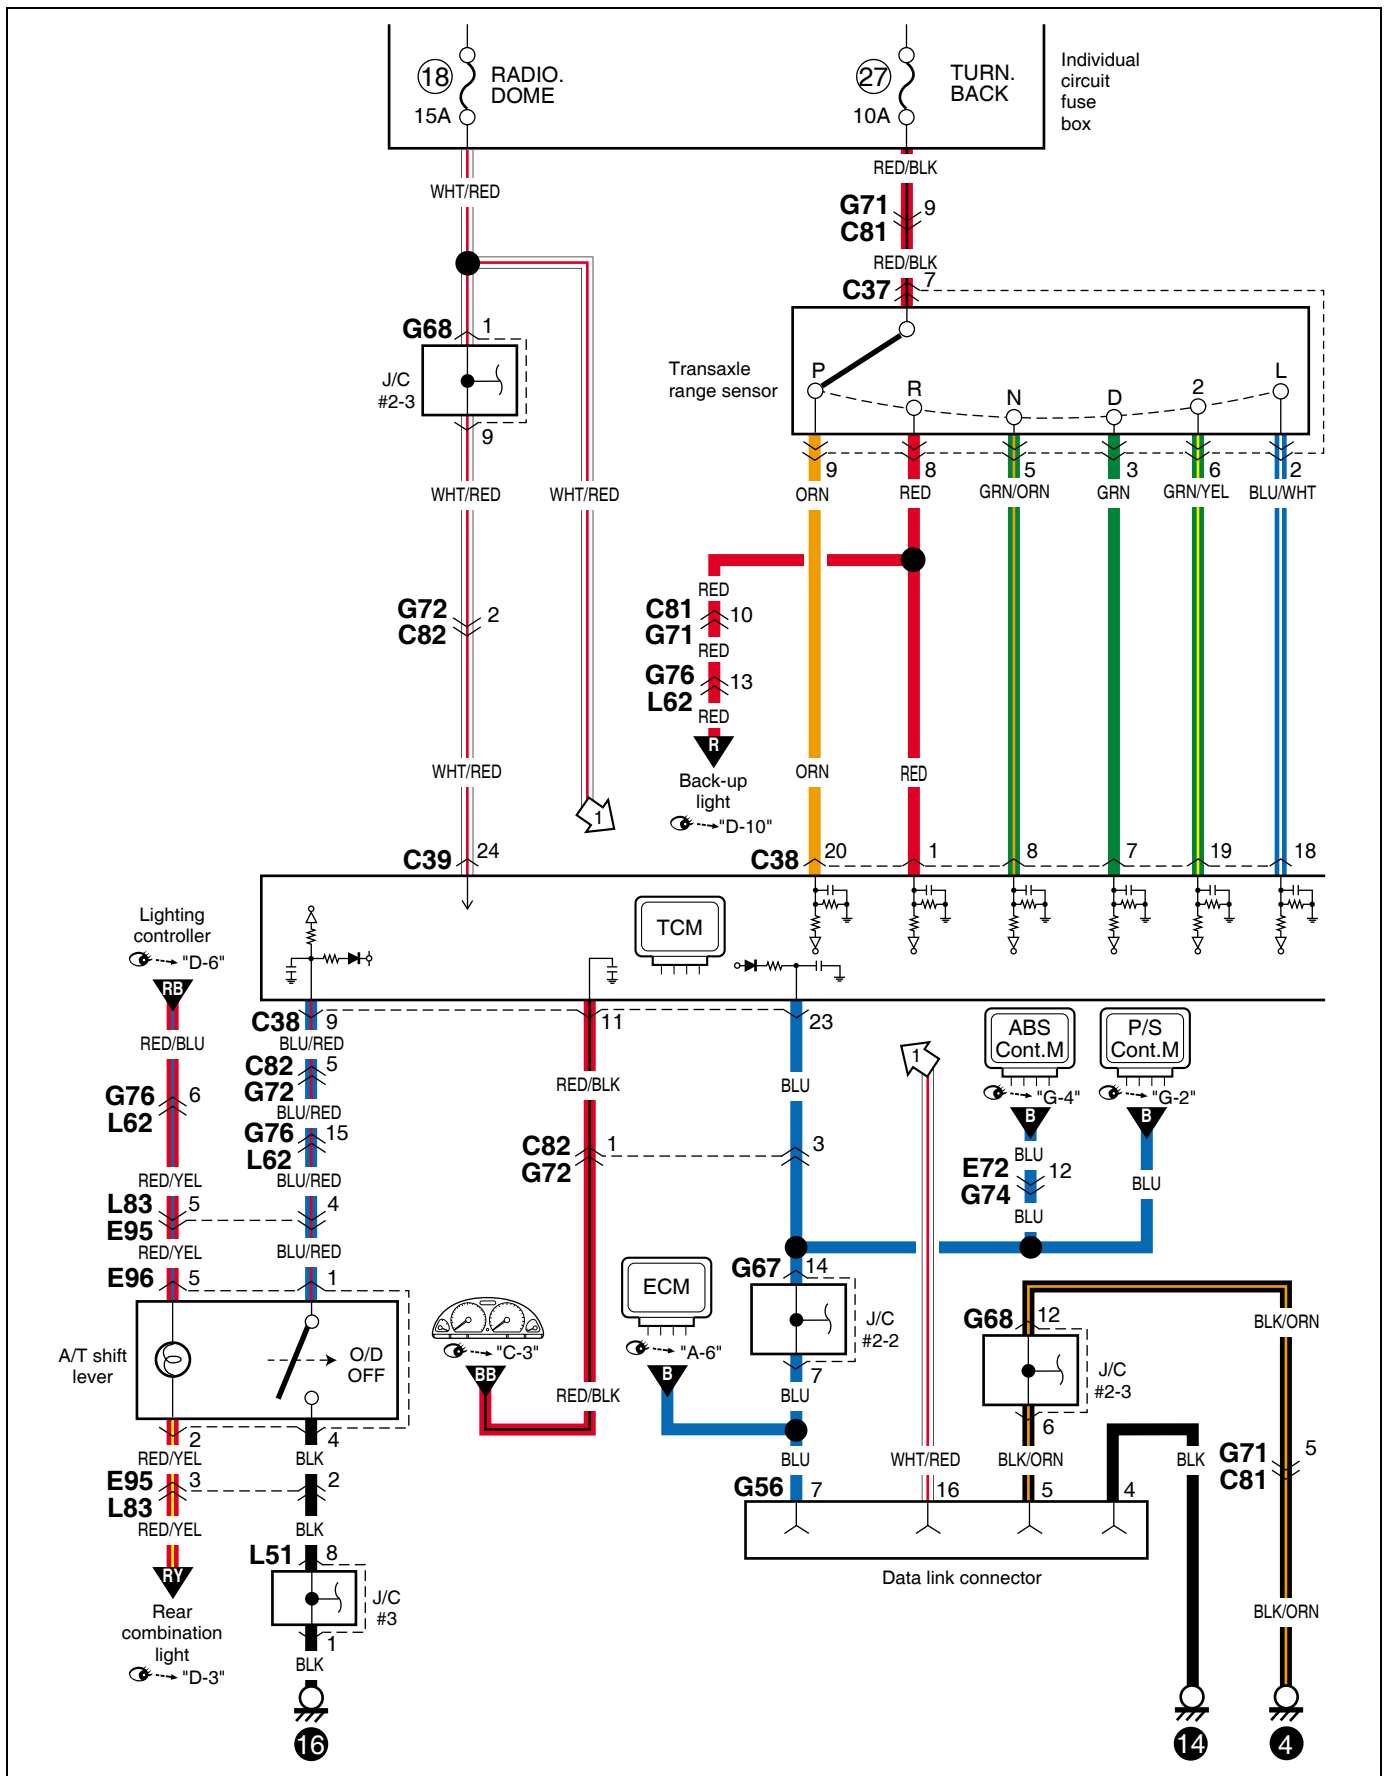 18 RADIO. DOME
15A
27 TURN. BACK
10A
Individual circuit fuse box
RED/BLK
WHT/RED
G71 9
C81
RED/BLK
C37 7
G68 1
J/C #2-3
9
Transaxle range sensor
P R N D 2 L
9 8 5 3 6 2
WHT/RED WHT/RED ORN RED GRN/ORN GRN GRN/YEL BLU/WHT
RED
G72 2
C82
C81 10
G71
RED
G76 13
L62
RED
R
WHT/RED ORN RED
Back-up light
"D-10"
1
C39 24
C38 20 1 8 7 19 18
TCM
Lighting controller
"D-6"
RB
C38 9 11 23
RED/BLU BLU/RED
ABS Cont.M
P/S Cont.M
"G-4" "G-2"
B B
1
C82 5
G72
RED/BLK BLU
G76 6
L62
BLU/RED
G76 15
L62
C82 1 3
G72
BLU
E72 12
G74
BLU
BLU
RED/YEL BLU/RED
L83 5 4
E95
RED/YEL BLU/RED
E96 5 1
ECM
G67 14
J/C #2-2
7
G68 12
J/C #2-3
6
BLK/ORN
A/T shift lever
O/D OFF
"C-3"
BB
"A-6"
B
RED/BLK BLU
2 4
RED/YEL BLK
BLU WHT/RED BLK/ORN BLK
G71 5
C81
E95 3 2
L83
G56 7 16 5 4
RED/YEL BLK
Data link connector
RY
Rear combination light
"D-3"
L51 8
J/C #3
1
BLK
BLK/ORN
16 14 4